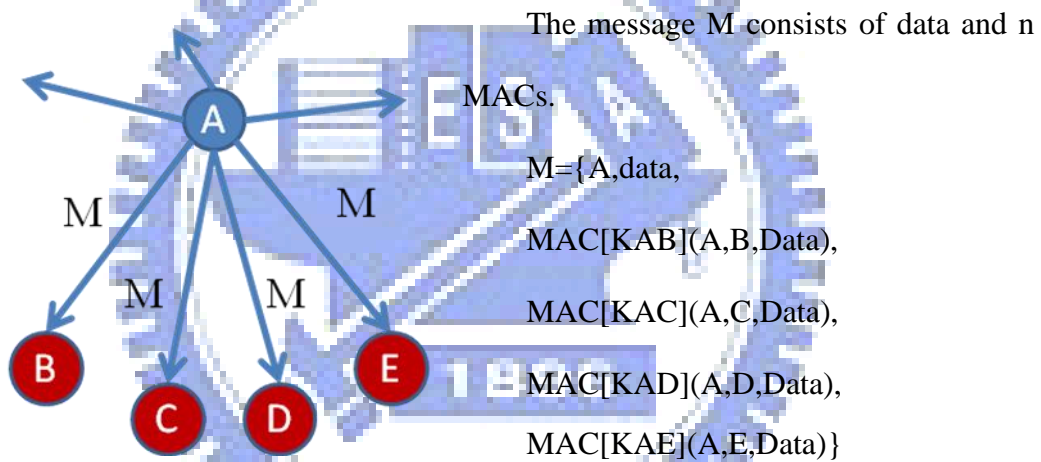 The message M consists of data and n
MACs.
M={A,data,
MAC[KAB](A,B,Data),
MAC[KAC](A,C,Data),
MAC[KAD](A,D,Data),
MAC[KAE](A,E,Data)}
A
M
M
M
M
B
C
D
E
ESA